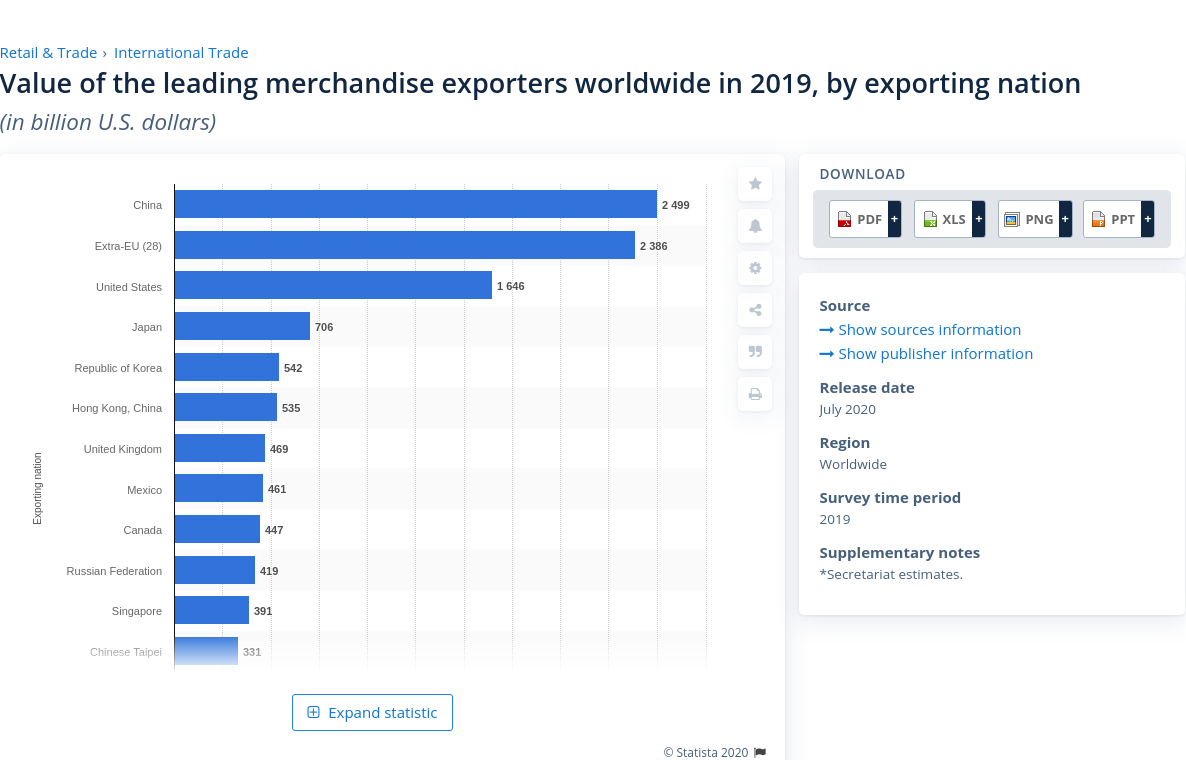 Retail & Trade › International Trade
Value of the leading merchandise exporters worldwide in 2019, by exporting nation
(in billion U.S. dollars)
Exporting nation
China 2 499
Extra-EU (28) 2 386
United States 1 646
Japan 706
Republic of Korea 542
Hong Kong, China 535
United Kingdom 469
Mexico 461
Canada 447
Russian Federation 419
Singapore 391
Chinese Taipei 331
Expand statistic
© Statista 2020
DOWNLOAD
PDF + XLS + PNG + PPT +
Source
Show sources information
Show publisher information
Release date
July 2020
Region
Worldwide
Survey time period
2019
Supplementary notes
*Secretariat estimates.